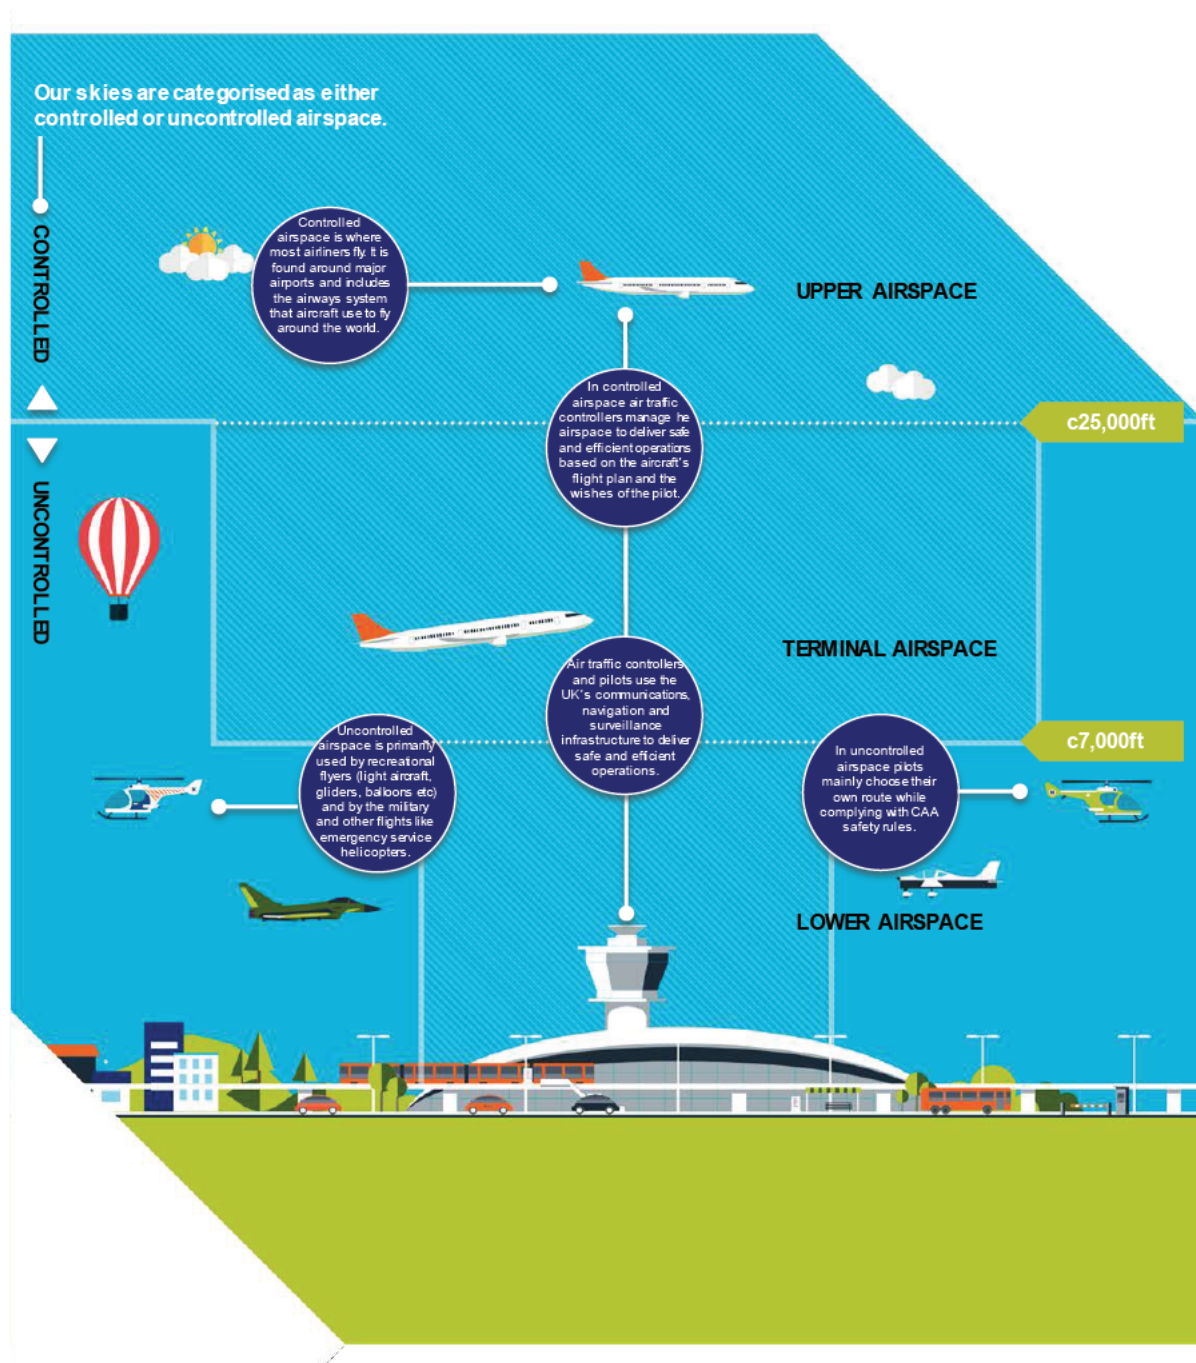 Our skies are categorised as either
controlled or uncontrolled airspace.
CONTROLLED
Controlled
airspace is where
most airliners fly. It is
found around major
airports and includes
the airways system
that aircraft use to fly
around the world.
UPPER AIRSPACE
In controlled
airspace air traffic
controllers manage he
airspace to deliver safe
and efficient operations
based on the aircraft's
flight plan and the
wishes of the pilot.
c25,000ft
UNCONTROLLED
TERMINAL AIRSPACE
Air traffic controllers
and pilots use the
UK's communications,
navigation and
surveillance
infrastructure to deliver
safe and efficient
operations.
c7,000ft
Uncontrolled
airspace is primarily
used by recreational
flyers (light aircraft,
gliders, balloons etc)
and by the military
and other flights like
emergency service
helicopters.
In uncontrolled
airspace pilots
mainly choose their
own route while
complying with CAA
safety rules.
LOWER AIRSPACE